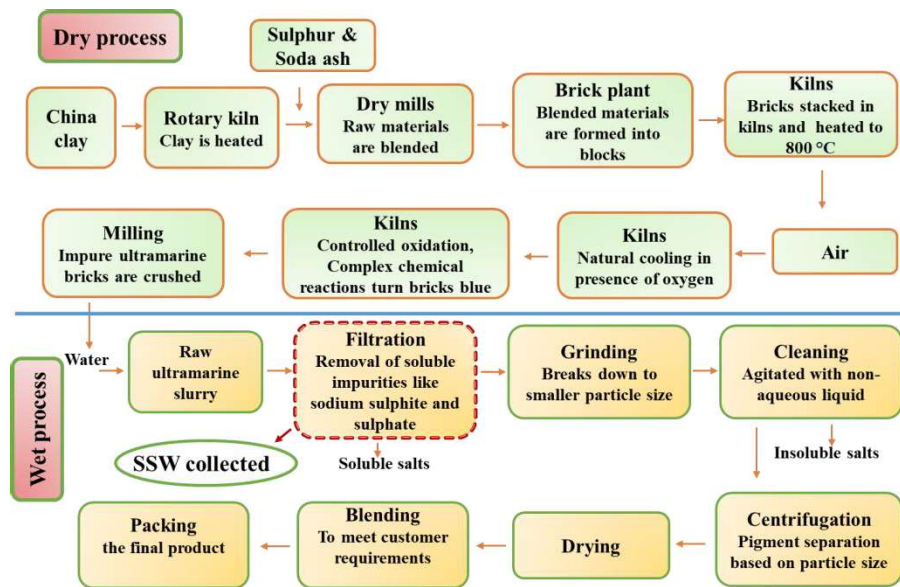 Dry process
Sulphur &
Soda ash
China
clay
Rotary kiln
Clay is heated
Dry mills
Raw materials
are blended
Brick plant
Blended materials
are formed into
blocks
Kilns
Bricks stacked in
kilns and heated to
800 °C
Milling
Impure ultramarine
bricks are crushed
Kilns
Controlled oxidation,
Complex chemical
reactions turn bricks blue
Kilns
Natural cooling in
presence of oxygen
Air
Wet process
Water
Raw
ultramarine
slurry
Filtration
Removal of soluble
impurities like
sodium sulphite and
sulphate
Grinding
Breaks down to
smaller particle size
Cleaning
Agitated with non-
aqueous liquid
SSW collected
Soluble salts
Insoluble salts
Packing
the final product
Blending
To meet customer
requirements
Drying
Centrifugation
Pigment separation
based on particle size